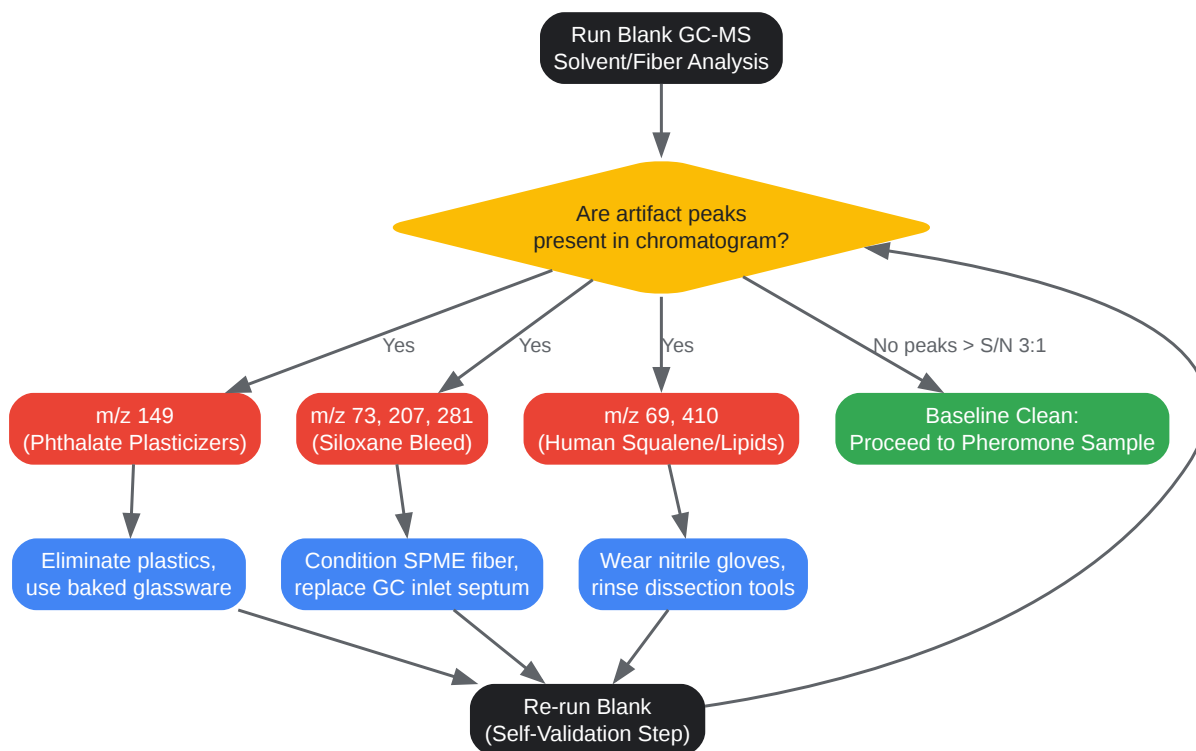 Run Blank GC-MS
Solvent/Fiber Analysis
Are artifact peaks
present in chromatogram?
Yes
Yes
Yes
No peaks > S/N 3:1
m/z 149
(Phthalate Plasticizers)
m/z 73, 207, 281
(Siloxane Bleed)
m/z 69, 410
(Human Squalene/Lipids)
Baseline Clean:
Proceed to Pheromone Sample
Eliminate plastics,
use baked glassware
Condition SPME fiber,
replace GC inlet septum
Wear nitrile gloves,
rinse dissection tools
Re-run Blank
(Self-Validation Step)